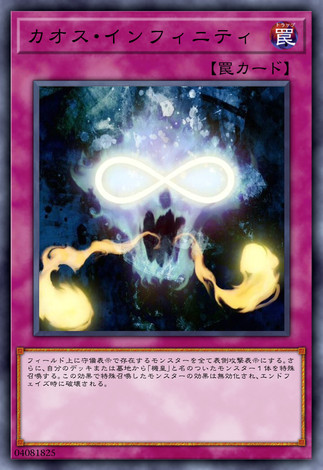 カオス・インフィニティ
トラップ
罠
【罠カード】
フィールド上に守備表示で存在するモンスターを全て表側攻撃表示にする。さ
らに、自分のデッキまたは墓地から「機皇」と名のついたモンスター１体を特殊
召喚する。この効果で特殊召喚したモンスターの効果は無効化され、エンドフ
ェイズ時に破壊される。
04081825